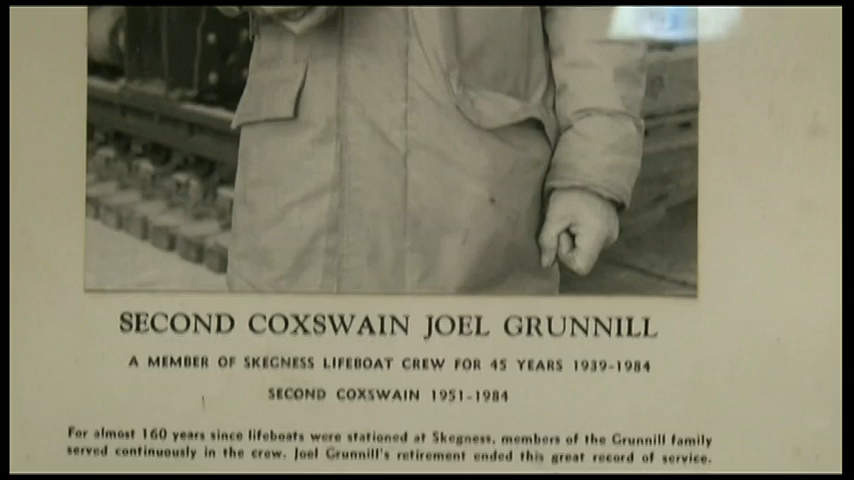 SECOND COXSWAIN JOEL GRUNNILL
A MEMBER OF SKEGNESS LIFEBOAT CREW FOR 45 YEARS 1939-1984
SECOND COXSWAIN 1951-1984
For almost 160 years since lifeboats were stationed at Skegness, members of the Grunnill family
served continuously in the crew. Joel Grunnill's retirement ended this great record of service.